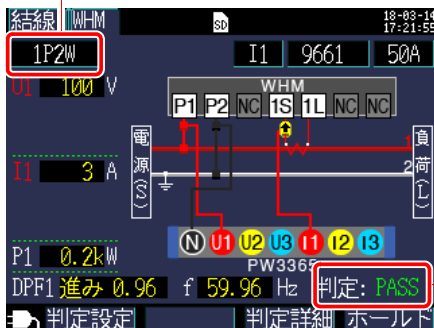 結線 WHM SD 18-03-14
17:21:55
1P2W I1 9661 50A
U1 100 V
WHM
P1 P2 NC 1S 1L NC NC
電源(S)
1
2
負荷(L)
I1 3 A
N U1 U2 U3 I1 I2 I3
PW3365
P1 0.2kW
DPF1 進み 0.96 f 59.96 Hz 判定: PASS
判定設定 判定詳細 ホールド